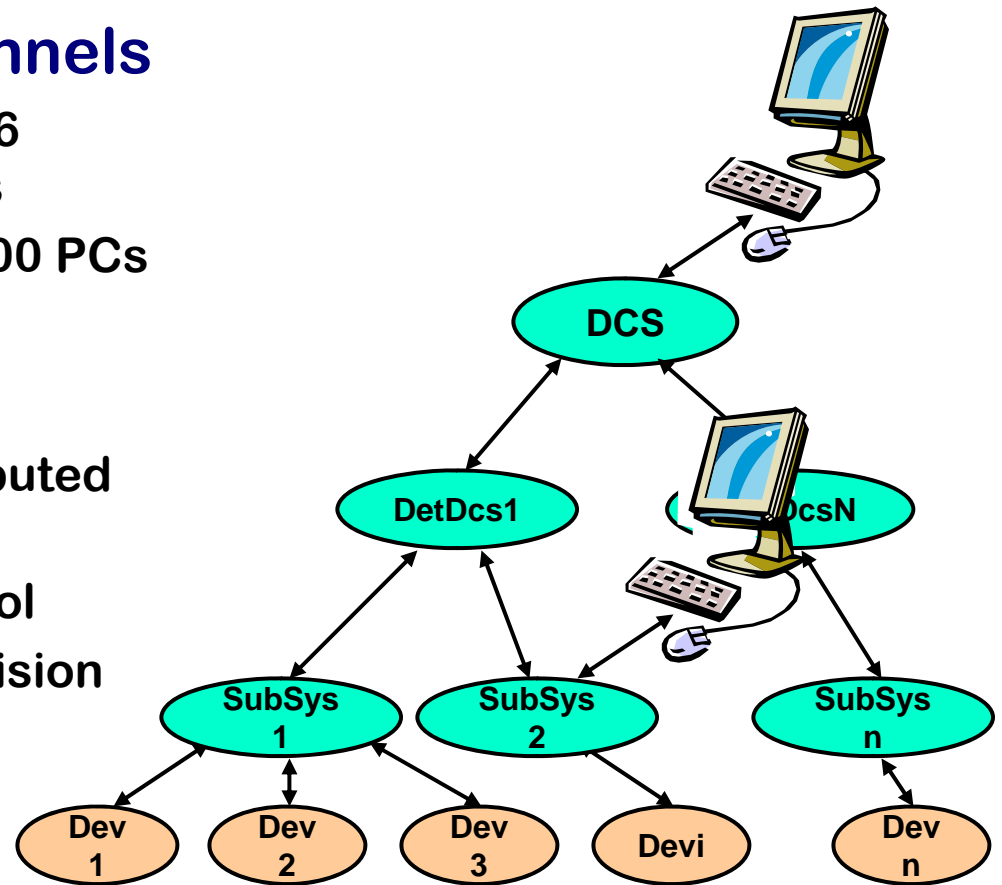 nnels
6
s
00 PCs
DCS
outed
DetDcs1
DcsN
ol
ision
SubSys
1
SubSys
2
SubSys
n
Dev
1
Dev
2
Dev
3
Devi
Dev
n